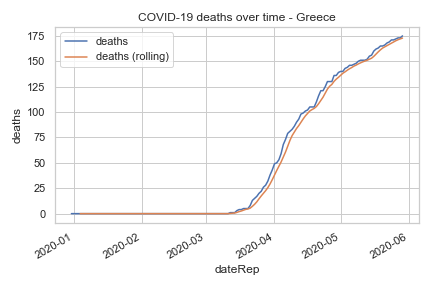 COVID-19 deaths over time - Greece
deaths
deaths (rolling)
175
150
125
100
75
50
25
0
deaths
2020-01
2020-02
2020-03
2020-04
2020-05
2020-06
dateRep